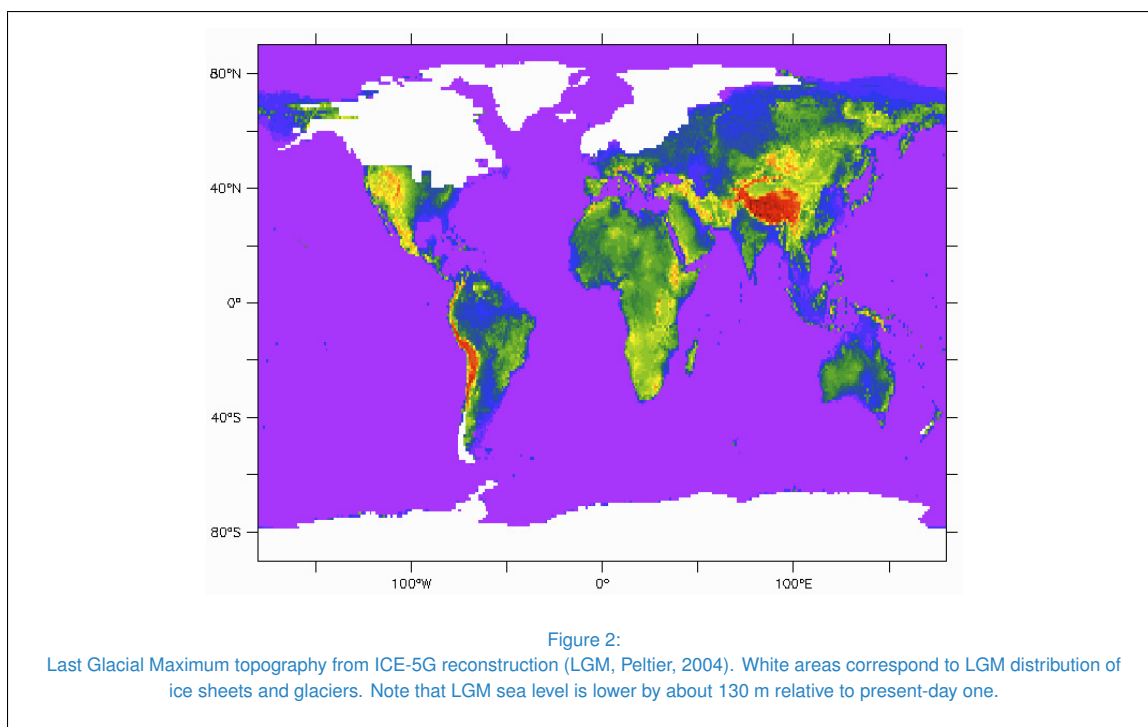 80°N
40°N
0°
40°S
80°S
100°W
0°
100°E
Figure 2:
Last Glacial Maximum topography from ICE-5G reconstruction (LGM, Peltier, 2004). White areas correspond to LGM distribution of
ice sheets and glaciers. Note that LGM sea level is lower by about 130 m relative to present-day one.